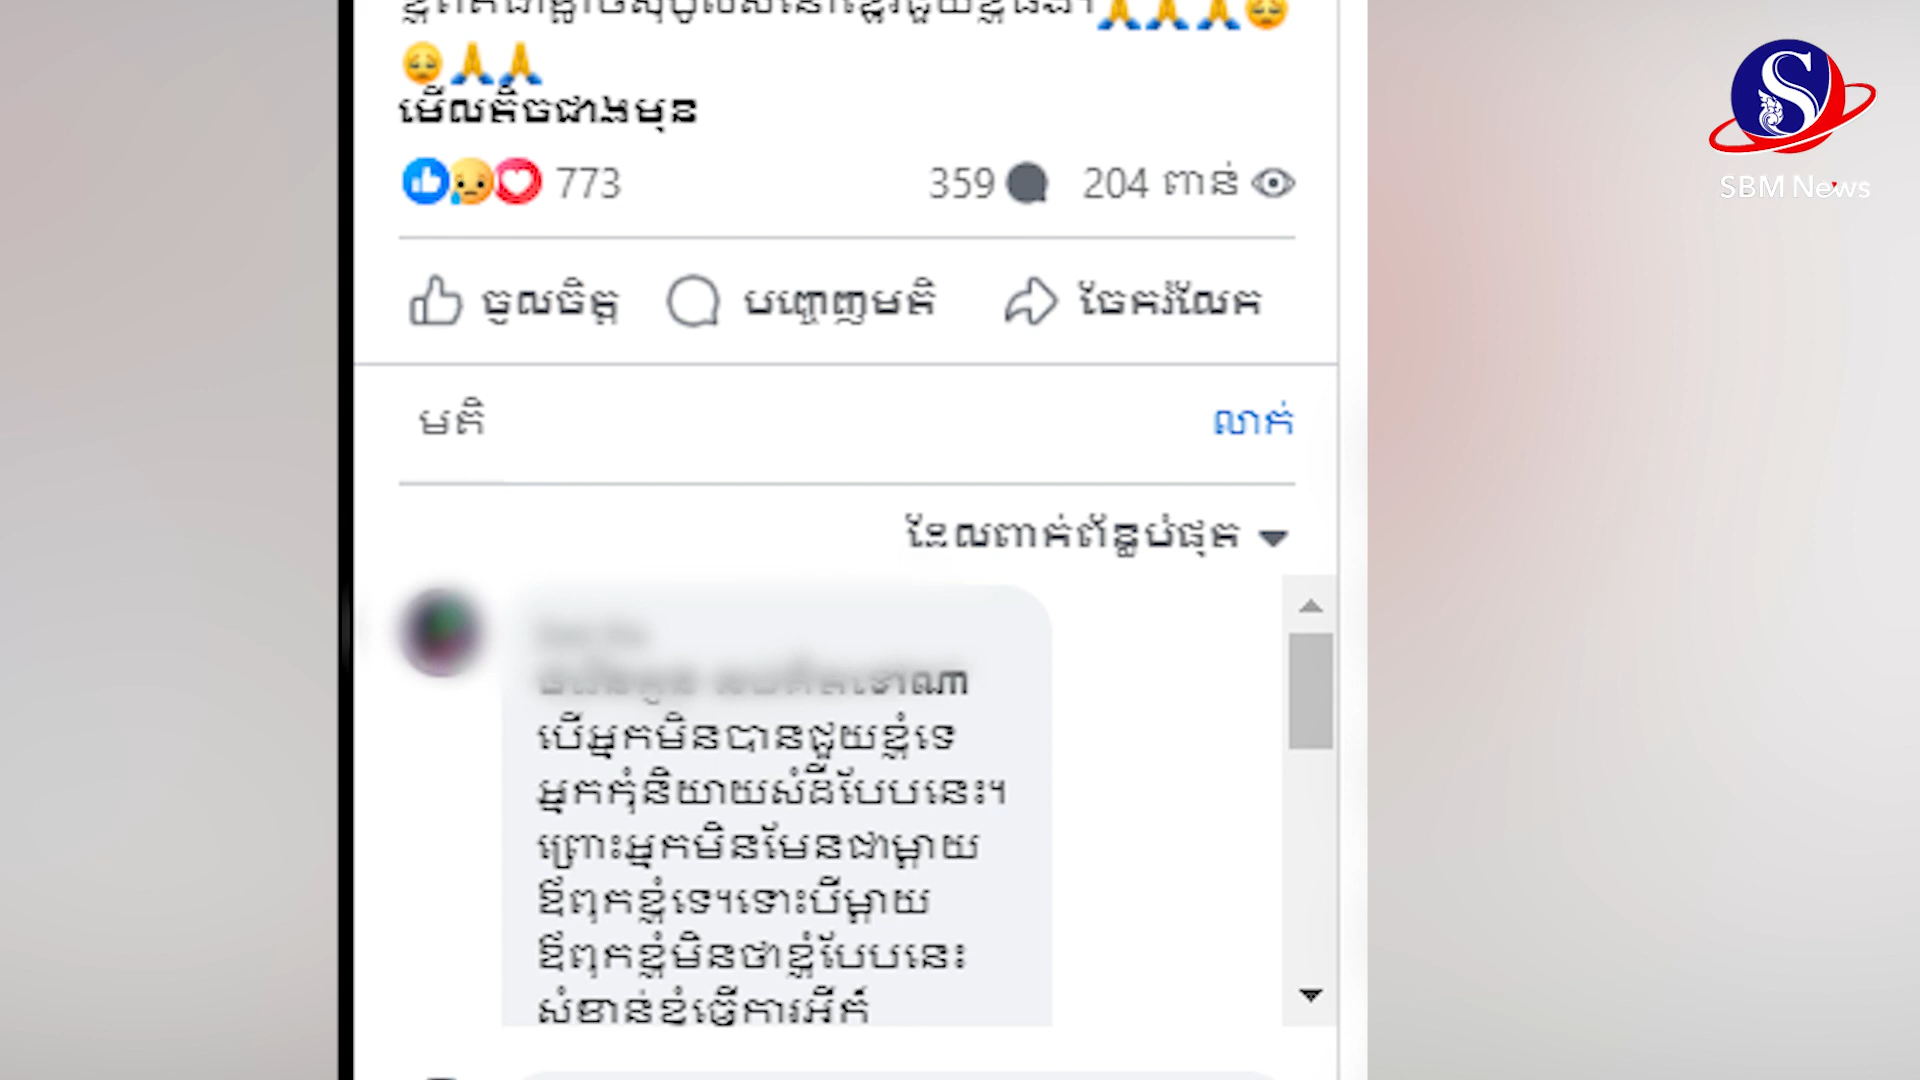 SBM News
មើលតិចជាងមុន
773 359 204 ពាន់
ចូលចិត្ត បញ្ចេញមតិ ចែករំលែក
មតិ លាក់
ដែលពាក់ព័ន្ធបំផុត
ទៅណា
បើអ្នកមិនបានជួយខ្ញុំទេ
អ្នកកុំនិយាយសំដីបែបនេះ។
ព្រោះអ្នកមិនមែនជាម្ដាយ
ឪពុកខ្ញុំទេ។ទោះបីម្ដាយ
ឪពុកខ្ញុំមិនថាខ្ញុំបែបនេះ
សំខាន់ខ្ញុំធ្វើការអីក៏